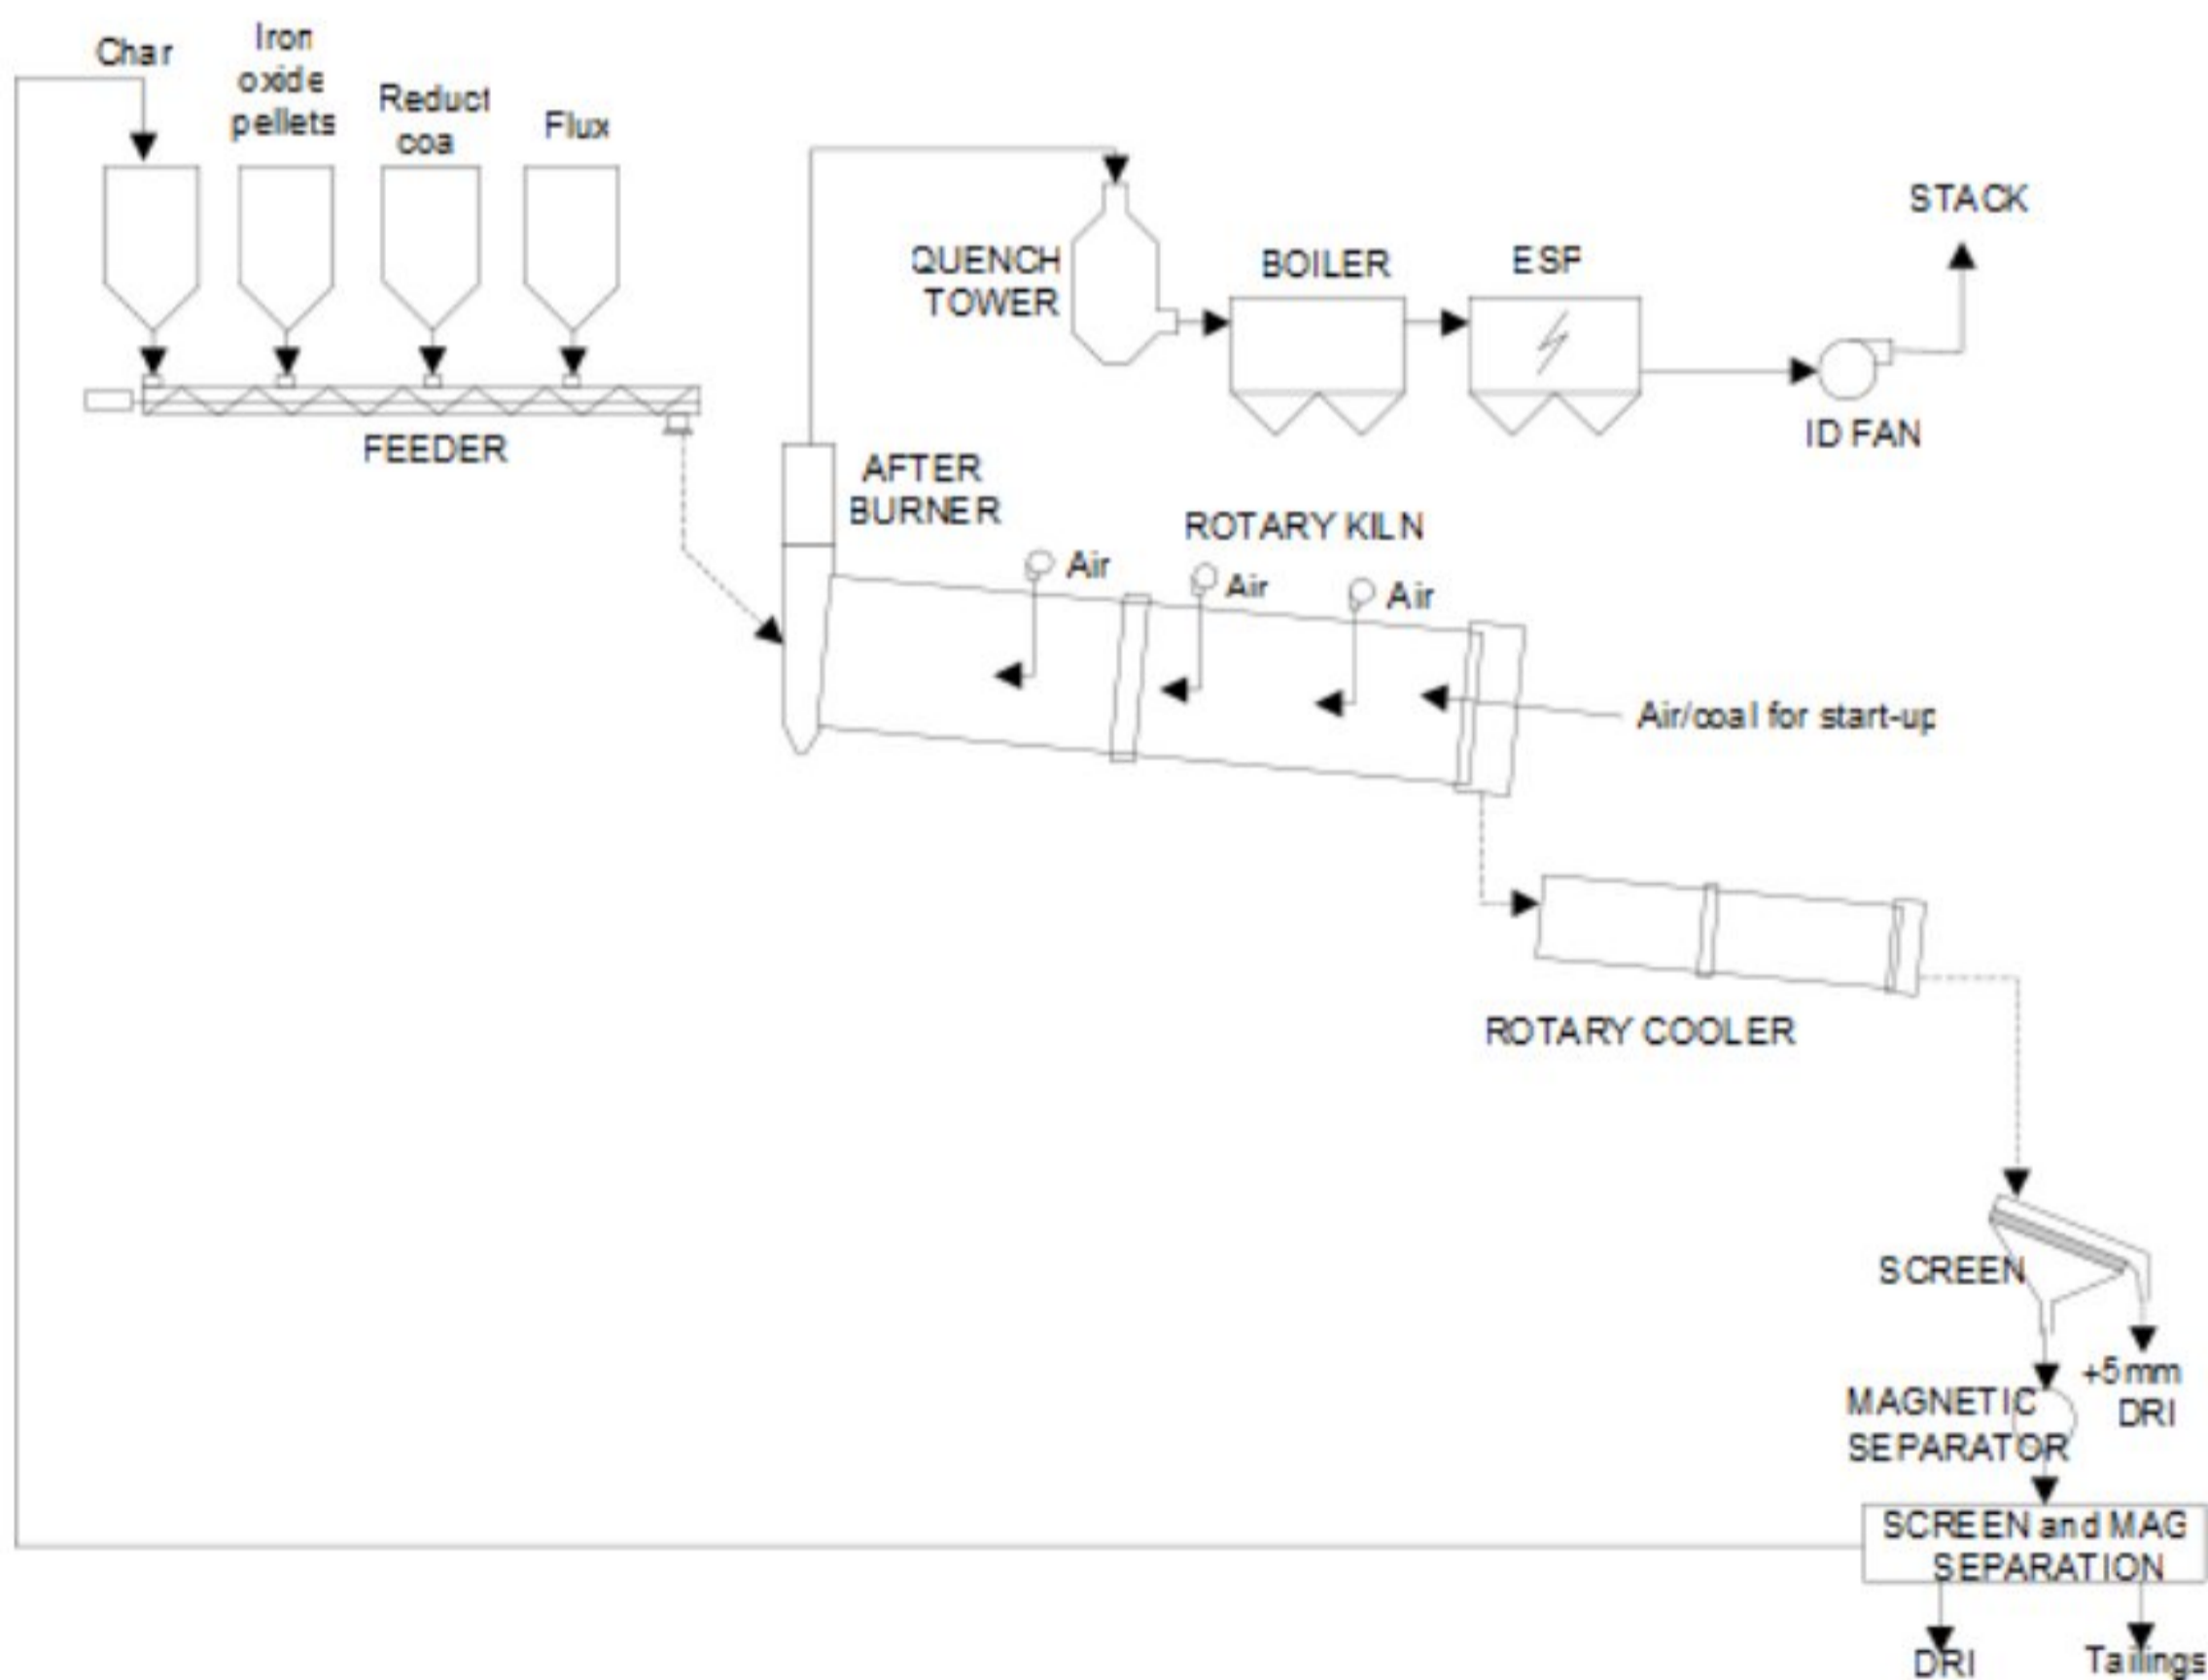 Char
Iron
oxide
pellets
Reduct
coa
Flux
FEEDER
QUENCH
TOWER
BOILER
ESP
STACK
ID FAN
AFTER
BURNER
ROTARY KILN
Air
Air
Air
Air/coal for start-up
ROTARY COOLER
SCREEN
+5mm
DRI
MAGNETIC
SEPARATOR
SCREEN and MAG
SEPARATION
DRI
Tailings